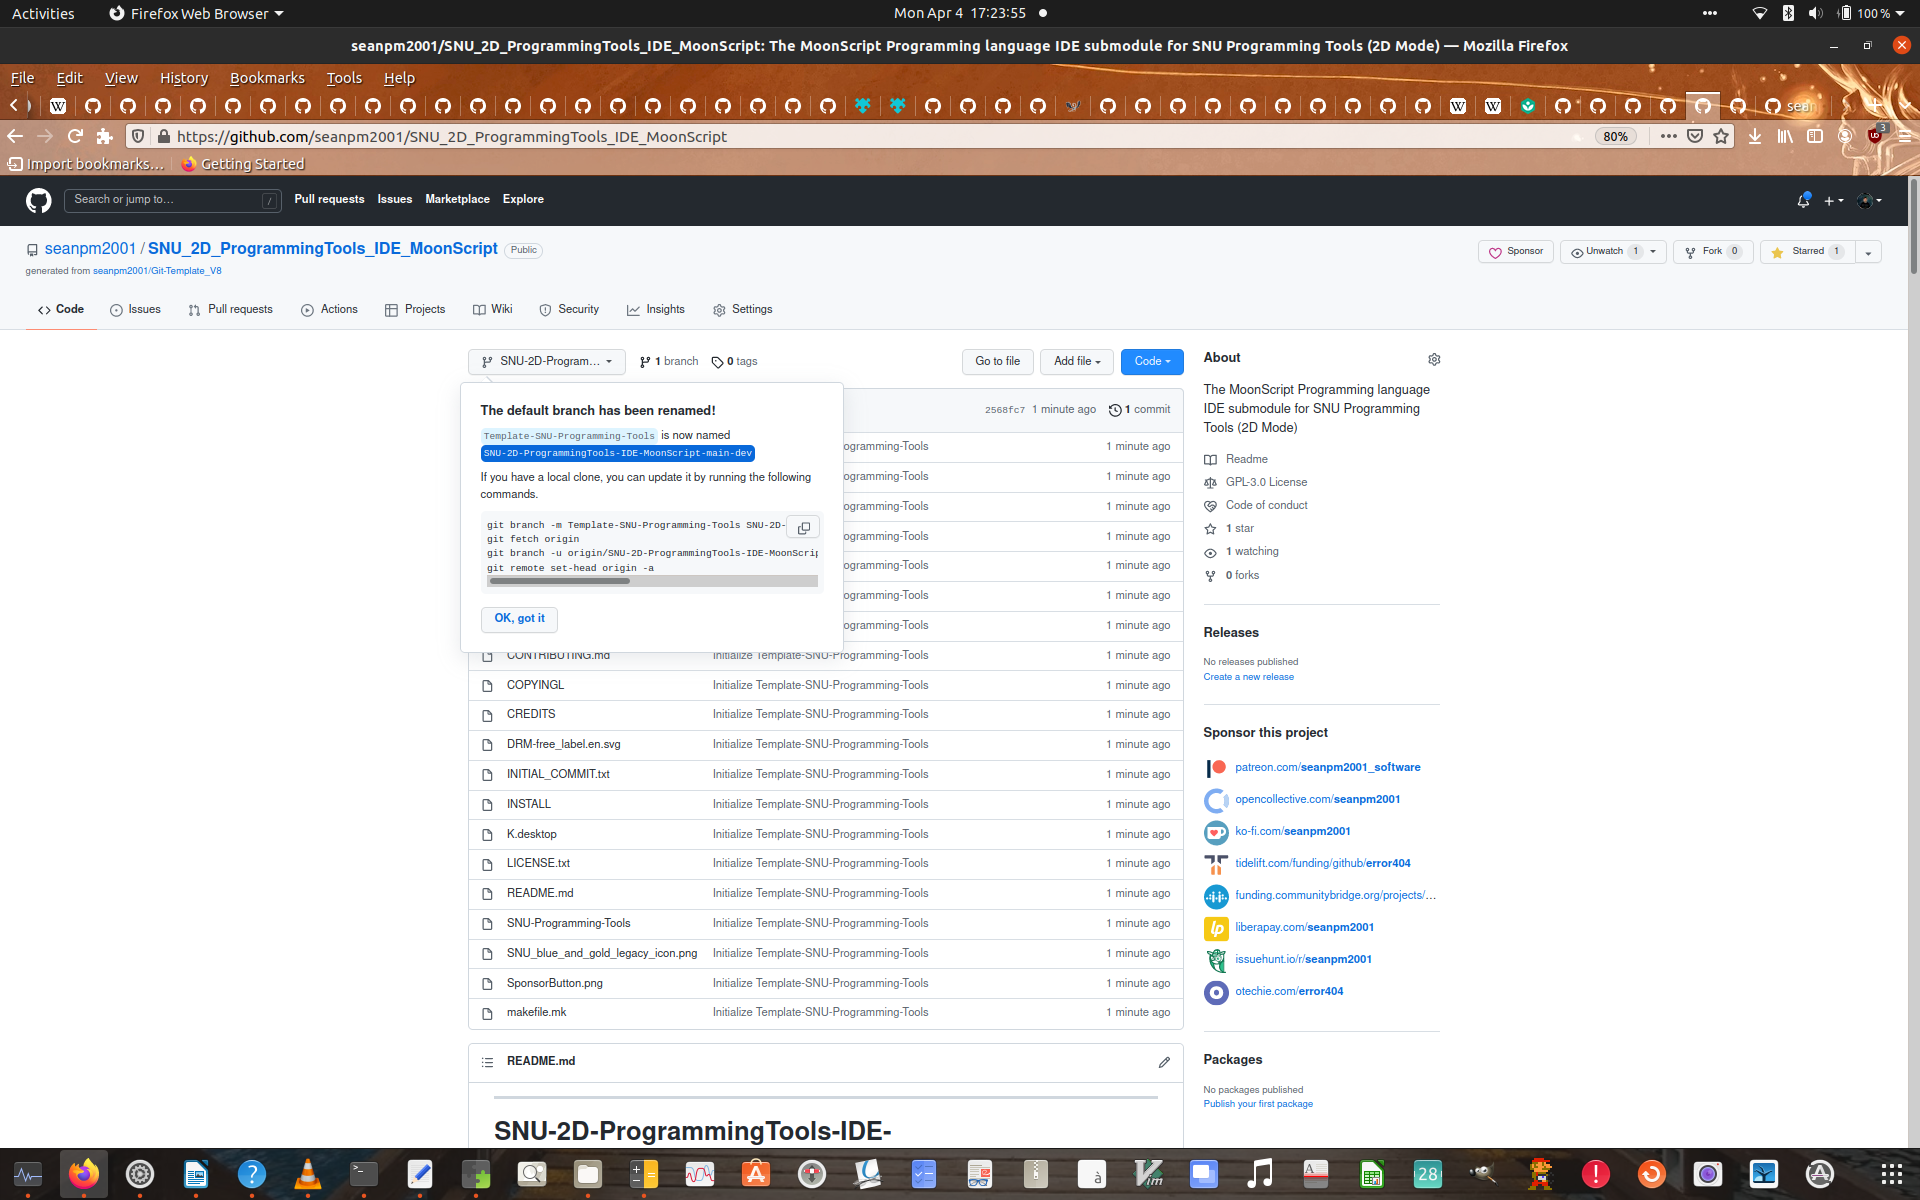 Activities
Firefox Web Browser
Mon Apr 4 17:23:55
100 %
seanpm2001/SNU_2D_ProgrammingTools_IDE_MoonScript: The MoonScript Programming language IDE submodule for SNU Programming Tools (2D Mode) — Mozilla Firefox
File Edit View History Bookmarks Tools Help
https://github.com/seanpm2001/SNU_2D_ProgrammingTools_IDE_MoonScript
80%
3
Import bookmarks… Getting Started
Search or jump to… /
Pull requests Issues Marketplace Explore
seanpm2001 / SNU_2D_ProgrammingTools_IDE_MoonScript Public
generated from seanpm2001/Git-Template_V8
Sponsor Unwatch 1 Fork 0 Starred 1
Code Issues Pull requests Actions Projects Wiki Security Insights Settings
SNU-2D-Program… 1 branch 0 tags
Go to file Add file Code
The default branch has been renamed!
Template-SNU-Programming-Tools is now named
SNU-2D-ProgrammingTools-IDE-MoonScript-main-dev
If you have a local clone, you can update it by running the following
commands.
git branch -m Template-SNU-Programming-Tools SNU-2D-
git fetch origin
git branch -u origin/SNU-2D-ProgrammingTools-IDE-MoonScrip
git remote set-head origin -a
OK, got it
2568fc7 1 minute ago 1 commit
ogramming-Tools 1 minute ago
ogramming-Tools 1 minute ago
ogramming-Tools 1 minute ago
ogramming-Tools 1 minute ago
ogramming-Tools 1 minute ago
ogramming-Tools 1 minute ago
ogramming-Tools 1 minute ago
CONTRIBUTING.md Initialize Template-SNU-Programming-Tools 1 minute ago
COPYINGL Initialize Template-SNU-Programming-Tools 1 minute ago
CREDITS Initialize Template-SNU-Programming-Tools 1 minute ago
DRM-free_label.en.svg Initialize Template-SNU-Programming-Tools 1 minute ago
INITIAL_COMMIT.txt Initialize Template-SNU-Programming-Tools 1 minute ago
INSTALL Initialize Template-SNU-Programming-Tools 1 minute ago
K.desktop Initialize Template-SNU-Programming-Tools 1 minute ago
LICENSE.txt Initialize Template-SNU-Programming-Tools 1 minute ago
README.md Initialize Template-SNU-Programming-Tools 1 minute ago
SNU-Programming-Tools Initialize Template-SNU-Programming-Tools 1 minute ago
SNU_blue_and_gold_legacy_icon.png Initialize Template-SNU-Programming-Tools 1 minute ago
SponsorButton.png Initialize Template-SNU-Programming-Tools 1 minute ago
makefile.mk Initialize Template-SNU-Programming-Tools 1 minute ago
README.md
SNU-2D-ProgrammingTools-IDE-
About
The MoonScript Programming language
IDE submodule for SNU Programming
Tools (2D Mode)
Readme
GPL-3.0 License
Code of conduct
1 star
1 watching
0 forks
Releases
No releases published
Create a new release
Sponsor this project
patreon.com/seanpm2001_software
opencollective.com/seanpm2001
ko-fi.com/seanpm2001
tidelift.com/funding/github/error404
funding.communitybridge.org/projects/…
liberapay.com/seanpm2001
issuehunt.io/r/seanpm2001
otechie.com/error404
Packages
No packages published
Publish your first package
28